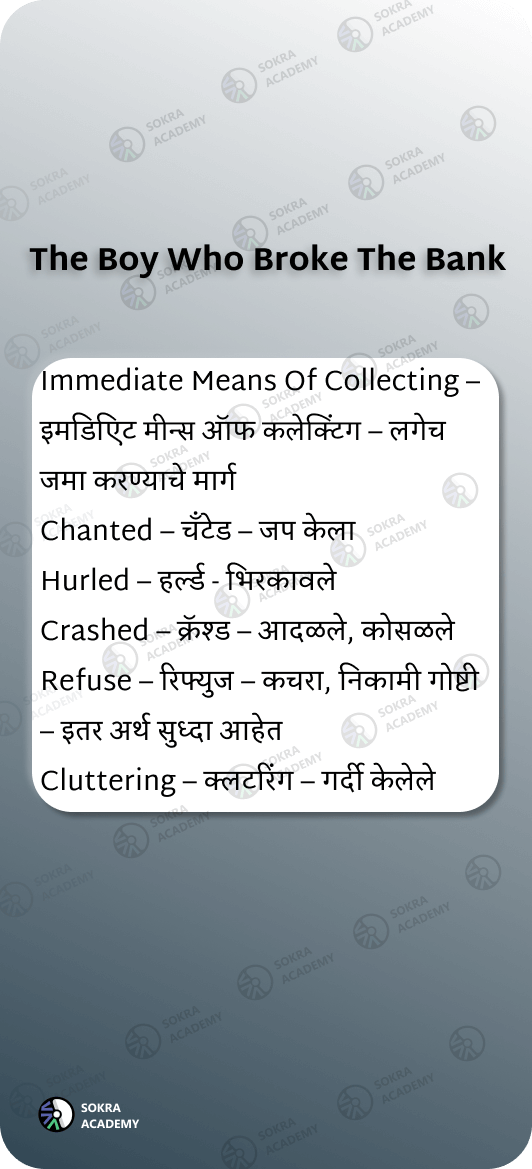 The Boy Who Broke The Bank
Immediate Means Of Collecting –
इमडिएिट मीन्स ऑफ कलेक्टिंग – लगेच
जमा करण्याचे मार्ग
Chanted – चँटेड – जप केला
Hurled – हर्ल्ड - भिरकावले
Crashed – क्रॅश्ड – आदळले, कोसळले
Refuse – रिफ्युज – कचरा, निकामी गोष्टी
– इतर अर्थ सुध्दा आहेत
Cluttering – क्लटरिंग – गर्दी केलेले
SOKRA
ACADEMY